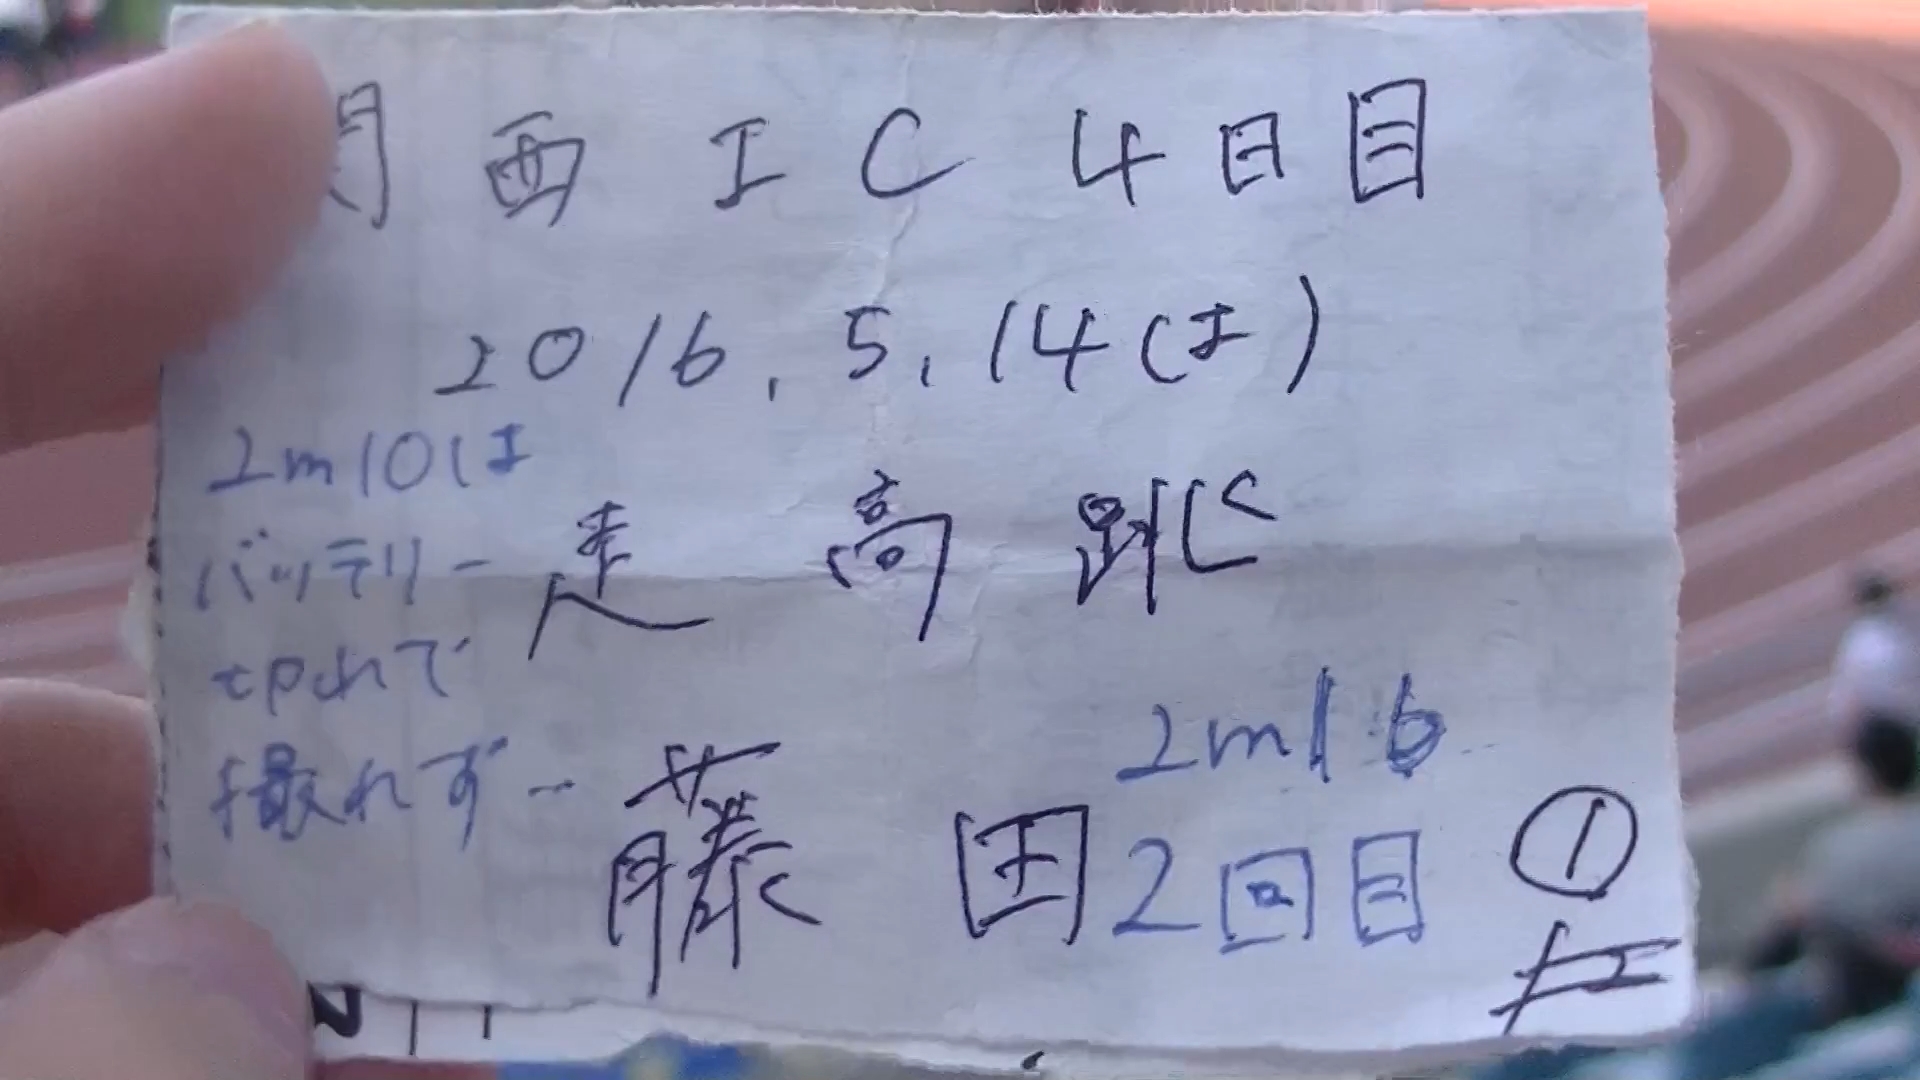 関西IC 4日目
2016.5.14(土)
2m10は
バッテリー
切れで
撮れず…
走高跳
藤田
2m16
2回目
①